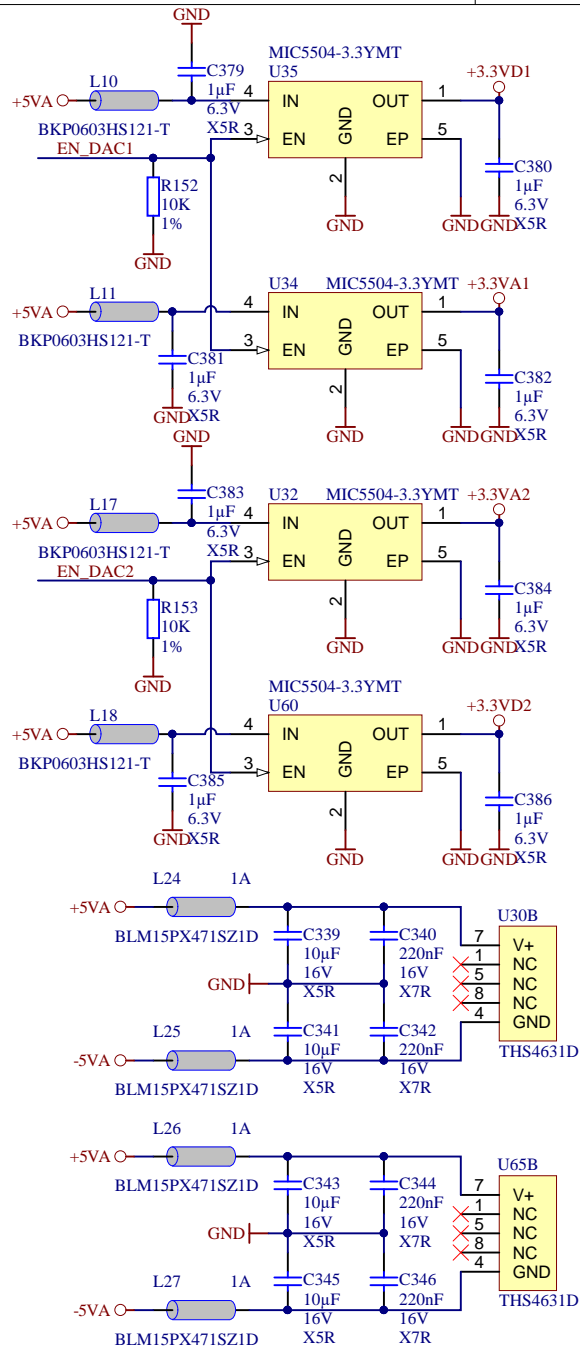 GND
MIC5504-3.3YMT
L10
C379
U35
+3.3VD1
+5VA
1µF
4
IN
OUT
1
6.3V
BKP0603HS121-T
X5R
3
EN
GND
EP
5
EN_DAC1
R152
10K
1%
2
C380
1µF
6.3V
X5R
GND
GND
GND
GND
L11
U34
MIC5504-3.3YMT
+3.3VA1
+5VA
4
IN
OUT
1
BKP0603HS121-T
3
EN
GND
EP
5
C381
1µF
6.3V
X5R
2
C382
1µF
6.3V
X5R
GND
GND
GND
GND
GND
L17
C383
U32
MIC5504-3.3YMT
+3.3VA2
+5VA
1µF
4
IN
OUT
1
6.3V
BKP0603HS121-T
X5R
3
EN
GND
EP
5
EN_DAC2
R153
10K
1%
2
C384
1µF
6.3V
X5R
GND
GND
GND
GND
MIC5504-3.3YMT
L18
U60
+3.3VD2
+5VA
4
IN
OUT
1
BKP0603HS121-T
3
EN
GND
EP
5
C385
1µF
6.3V
X5R
2
C386
1µF
6.3V
X5R
GND
GND
GND
GND
L24
1A
+5VA
BLM15PX471SZ1D
U30B
C339
10µF
16V
X5R
C340
220nF
16V
X7R
7
V+
1
NC
5
NC
8
NC
4
GND
THS4631D
GND
C341
10µF
16V
X5R
C342
220nF
16V
X7R
L25
1A
-5VA
BLM15PX471SZ1D
L26
1A
+5VA
BLM15PX471SZ1D
U65B
C343
10µF
16V
X5R
C344
220nF
16V
X7R
7
V+
1
NC
5
NC
8
NC
4
GND
THS4631D
GND
C345
10µF
16V
X5R
C346
220nF
16V
X7R
L27
1A
-5VA
BLM15PX471SZ1D